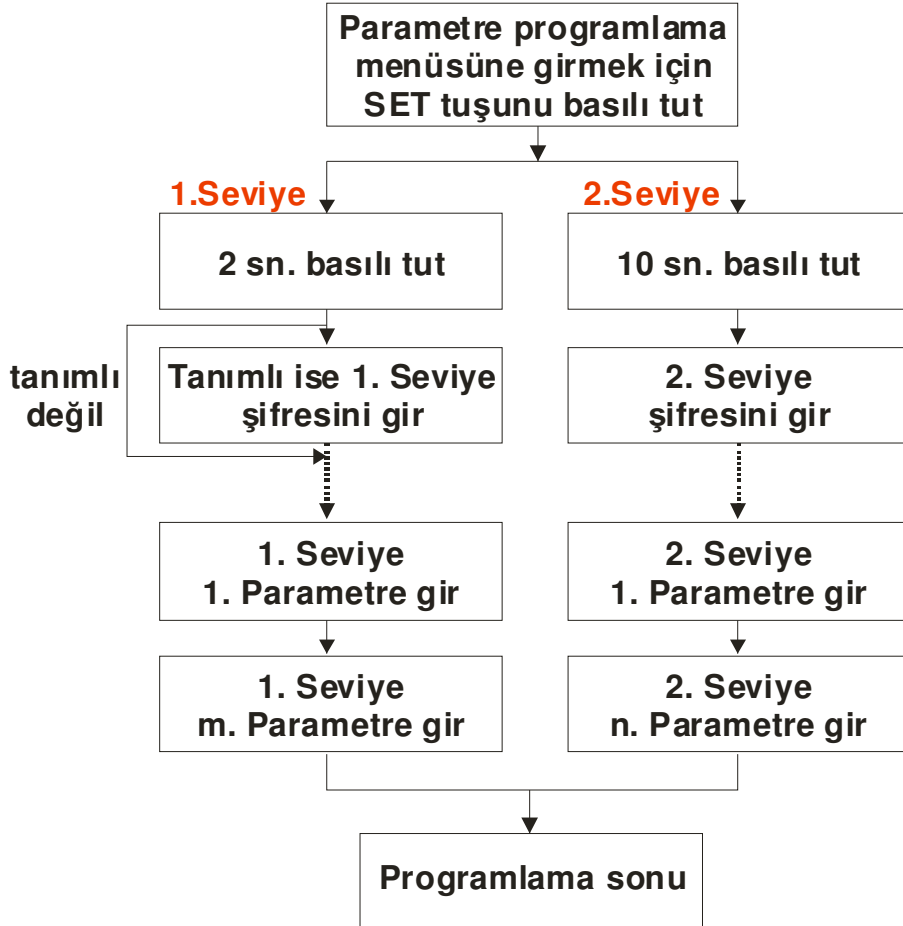 Parametre programlama
menüsüne girmek için
SET tuşunu basılı tut
1.Seviye
2.Seviye
2 sn. basılı tut
10 sn. basılı tut
tanımlı
değil
Tanımlı ise 1. Seviye
şifresini gir
2. Seviye
şifresini gir
1. Seviye
1. Parametre gir
2. Seviye
1. Parametre gir
1. Seviye
m. Parametre gir
2. Seviye
n. Parametre gir
Programlama sonu